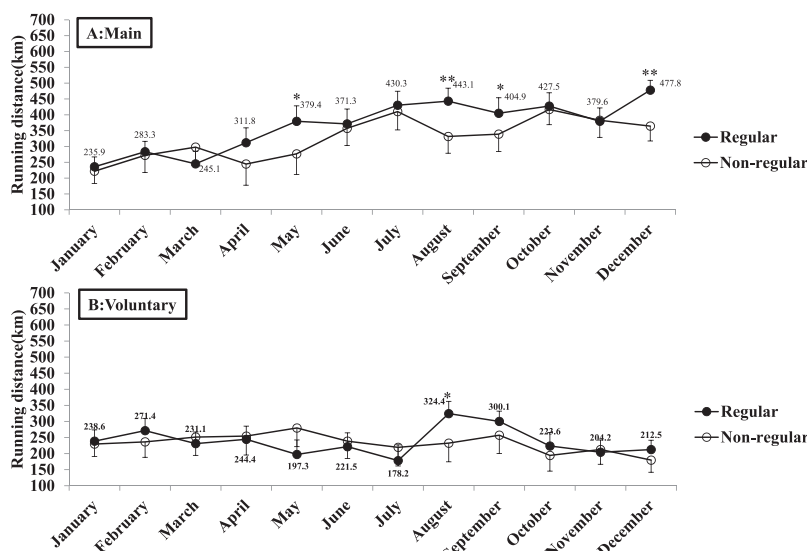 A:Main
Running distance(km)
700
650
600
550
500
450
400
350
300
250
200
150
100
235.9
283.3
245.1
311.8
*
379.4
371.3
430.3
**
443.1
*
404.9
427.5
379.6
**
477.8
Regular
Non-regular
January
February
March
April
May
June
July
August
September
October
November
December
B:Voluntary
Running distance(km)
700
650
600
550
500
450
400
350
300
250
200
150
100
238.6
271.4
231.1
244.4
197.3
221.5
178.2
*
324.4
300.1
223.6
204.2
212.5
Regular
Non-regular
January
February
March
April
May
June
July
August
September
October
November
December